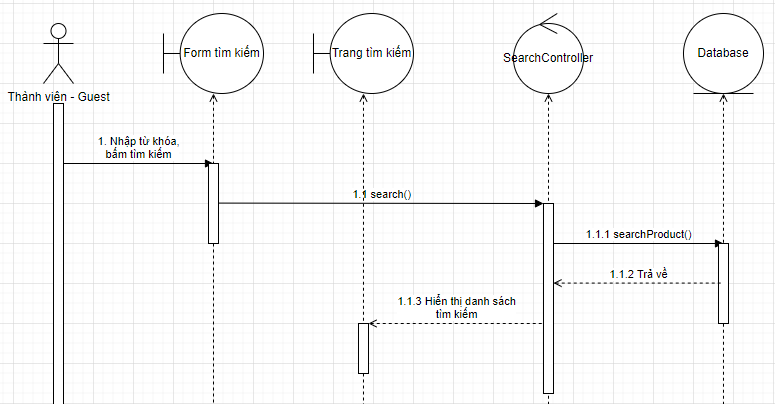 Form tìm kiếm
Trang tìm kiếm
SearchController
Database
Thành viên - Guest
1. Nhập từ khóa,
bấm tìm kiếm
1.1 search()
1.1.1 searchProduct()
1.1.2 Trả về
1.1.3 Hiển thị danh sách
tìm kiếm